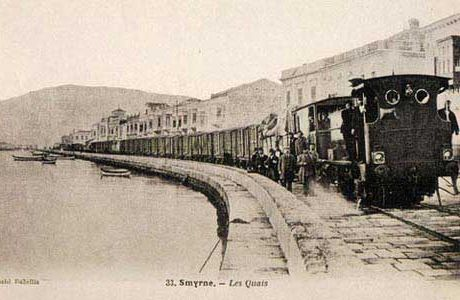 33. Smyrne. - Les Quais